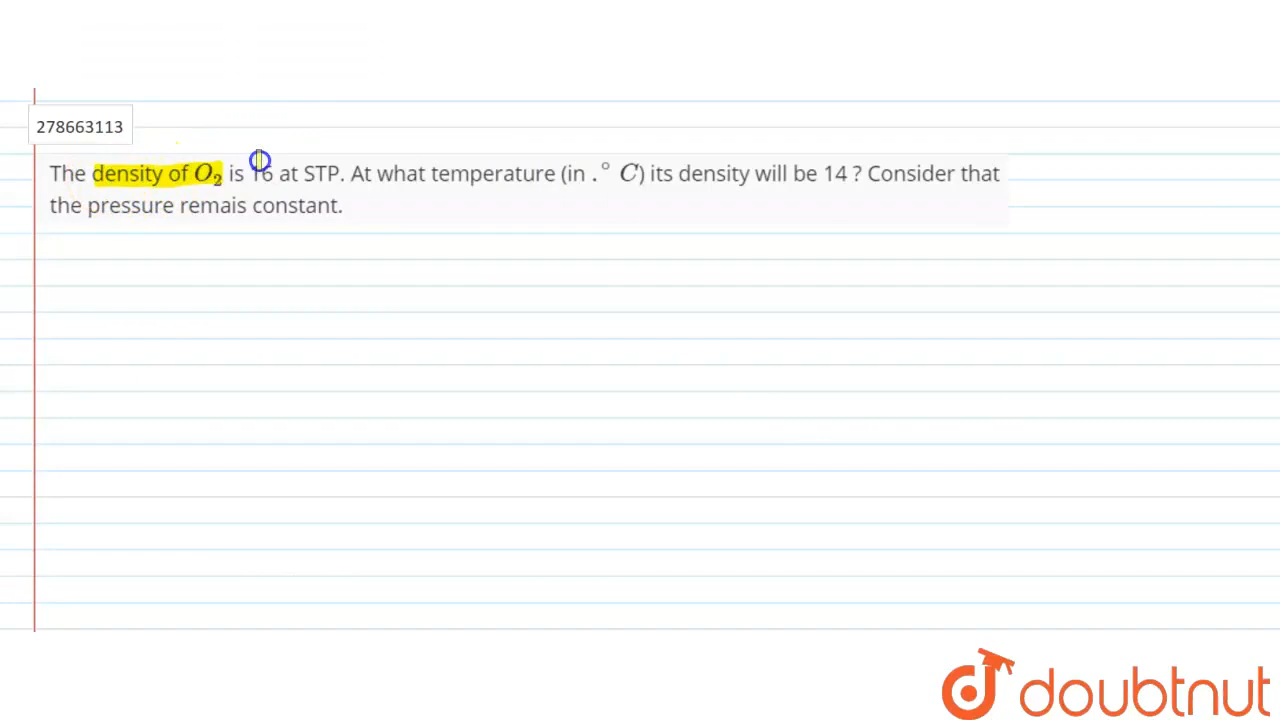 278663113
The density of O₂ is 16 at STP. At what temperature (in .° C) its density will be 14 ? Consider that
the pressure remais constant.
doubtnut